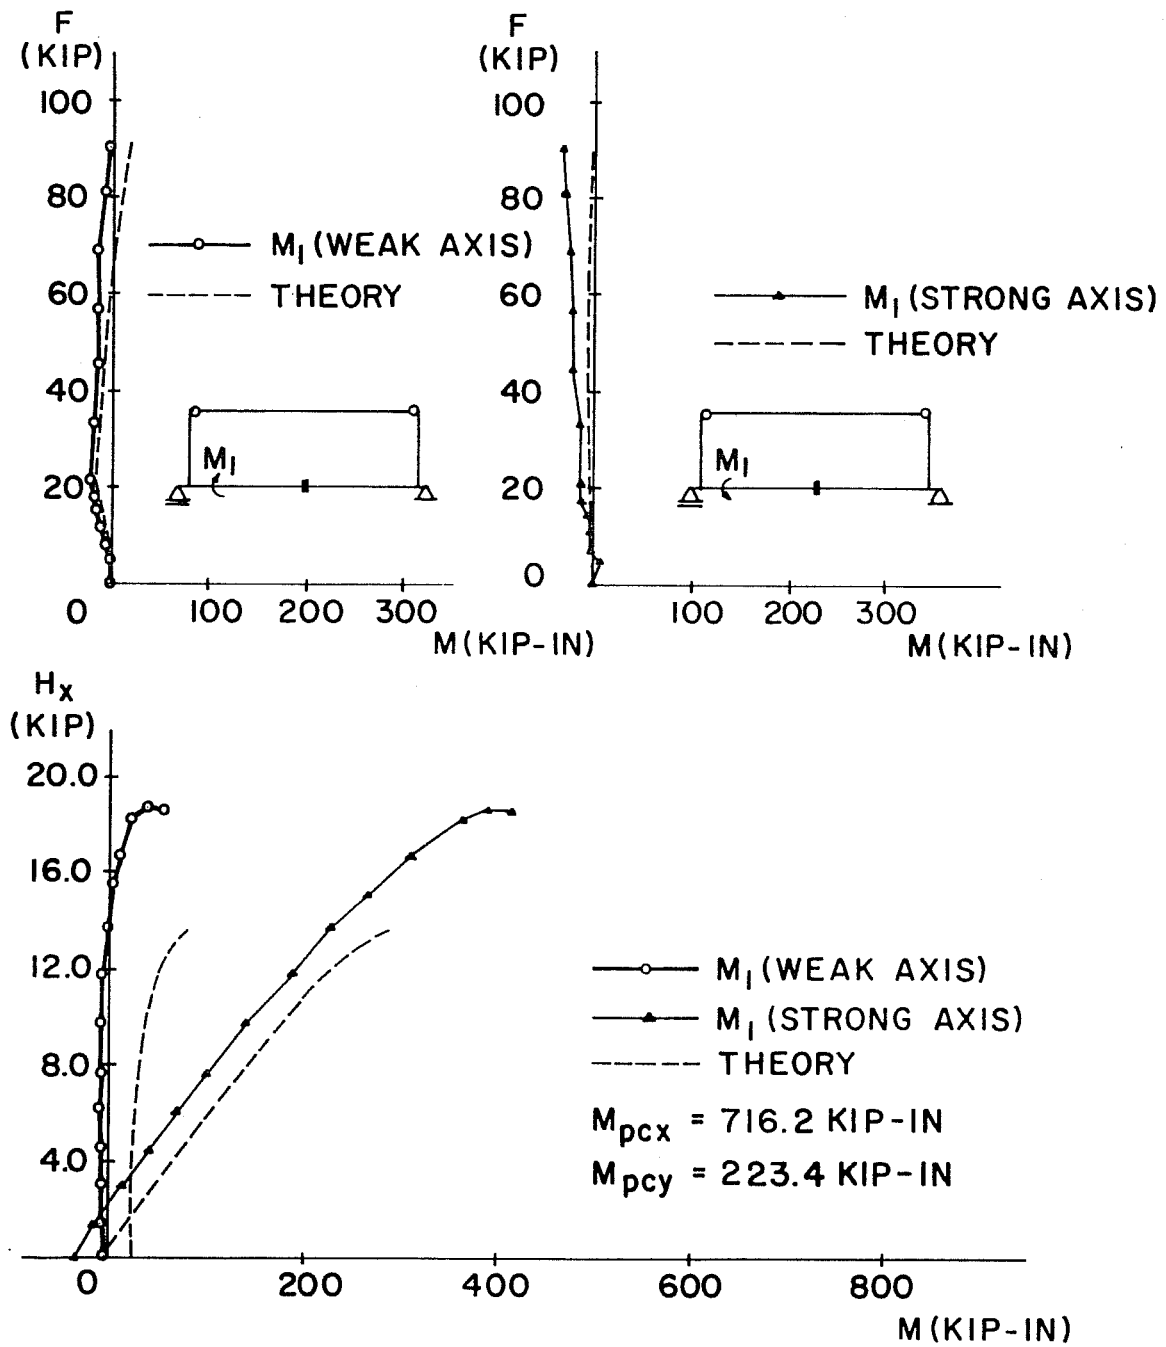 F
(KIP)
100
80
60
40
20
0
100 200 300
M(KIP-IN)
M1 (WEAK AXIS)
THEORY
M1
F
(KIP)
100
80
60
40
20
0
100 200 300
M(KIP-IN)
M1 (STRONG AXIS)
THEORY
M1
Hx
(KIP)
20.0
16.0
12.0
8.0
4.0
0 200 400 600 800
M(KIP-IN)
M1 (WEAK AXIS)
M1 (STRONG AXIS)
THEORY
Mpcx = 716.2 KIP-IN
Mpcy = 223.4 KIP-IN